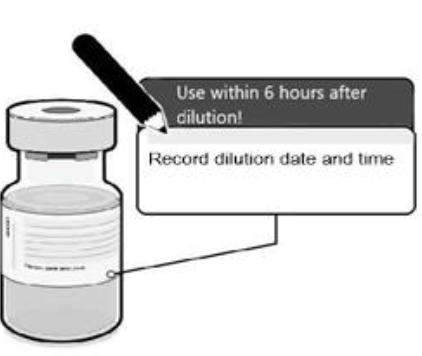 Use within 6 hours after
dilution!
Record dilution date and time